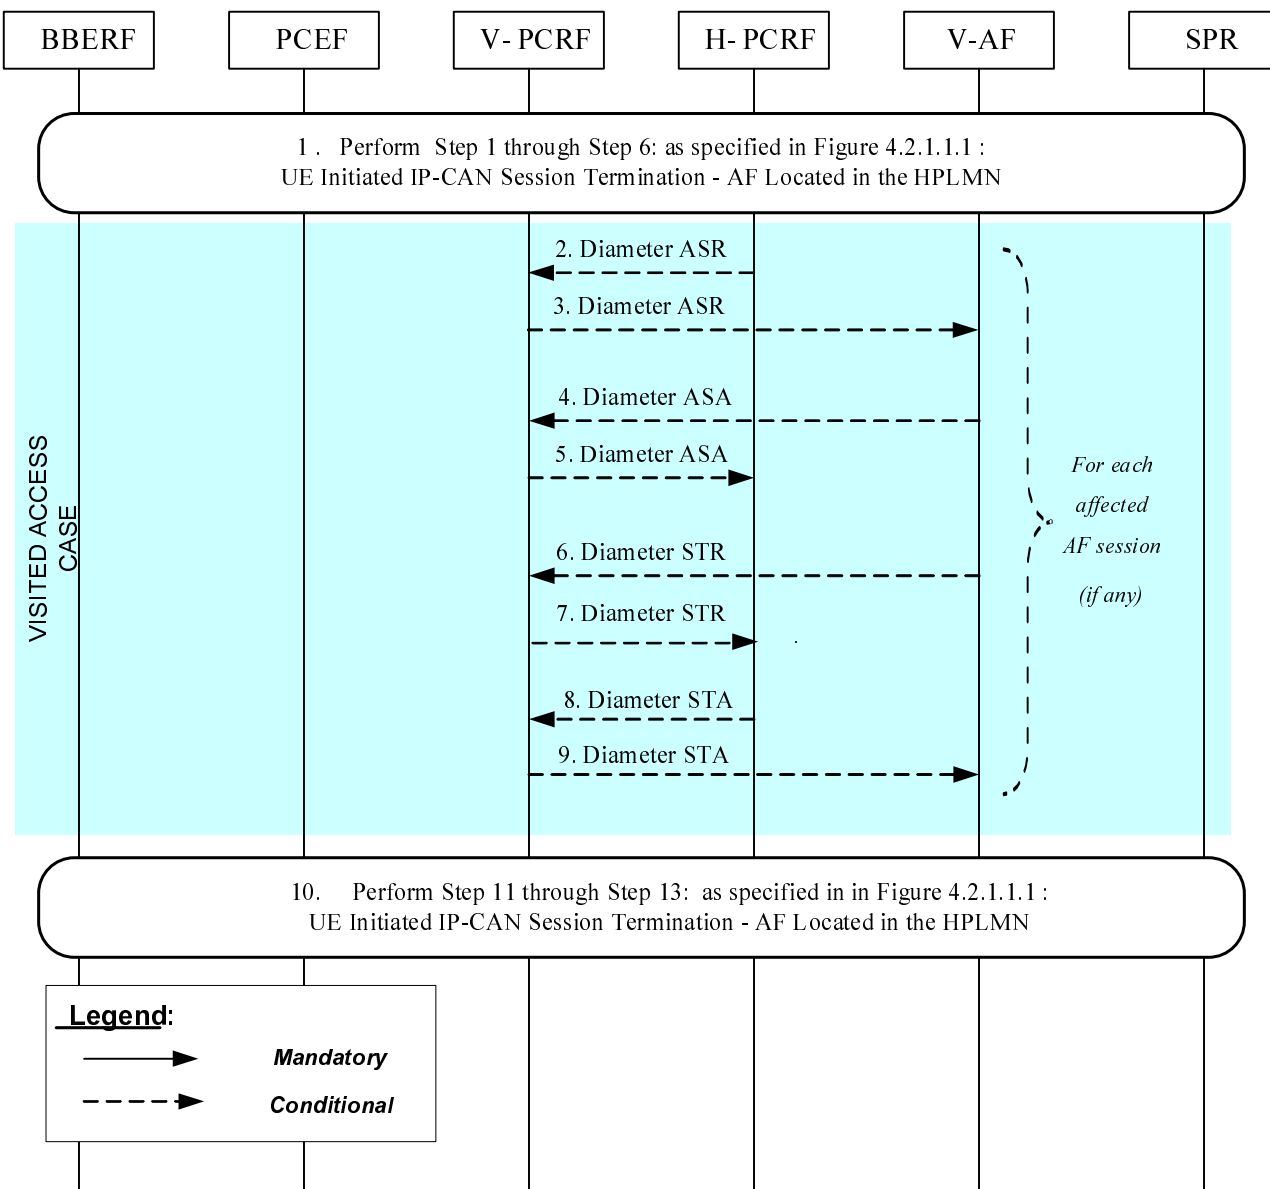 BBERF
PCEF
V- PCRF
H- PCRF
V-AF
SPR
1 . Perform Step 1 through Step 6: as specified in Figure 4.2.1.1.1 :
UE Initiated IP-CAN Session Termination - AF Located in the HPLMN
VISITED ACCESS
CASE
2. Diameter ASR
3. Diameter ASR
4. Diameter ASA
5. Diameter ASA
6. Diameter STR
7. Diameter STR
8. Diameter STA
9. Diameter STA
For each
affected
AF session
(if any)
10. Perform Step 11 through Step 13: as specified in in Figure 4.2.1.1.1 :
UE Initiated IP-CAN Session Termination - AF Located in the HPLMN
Legend:
Mandatory
Conditional